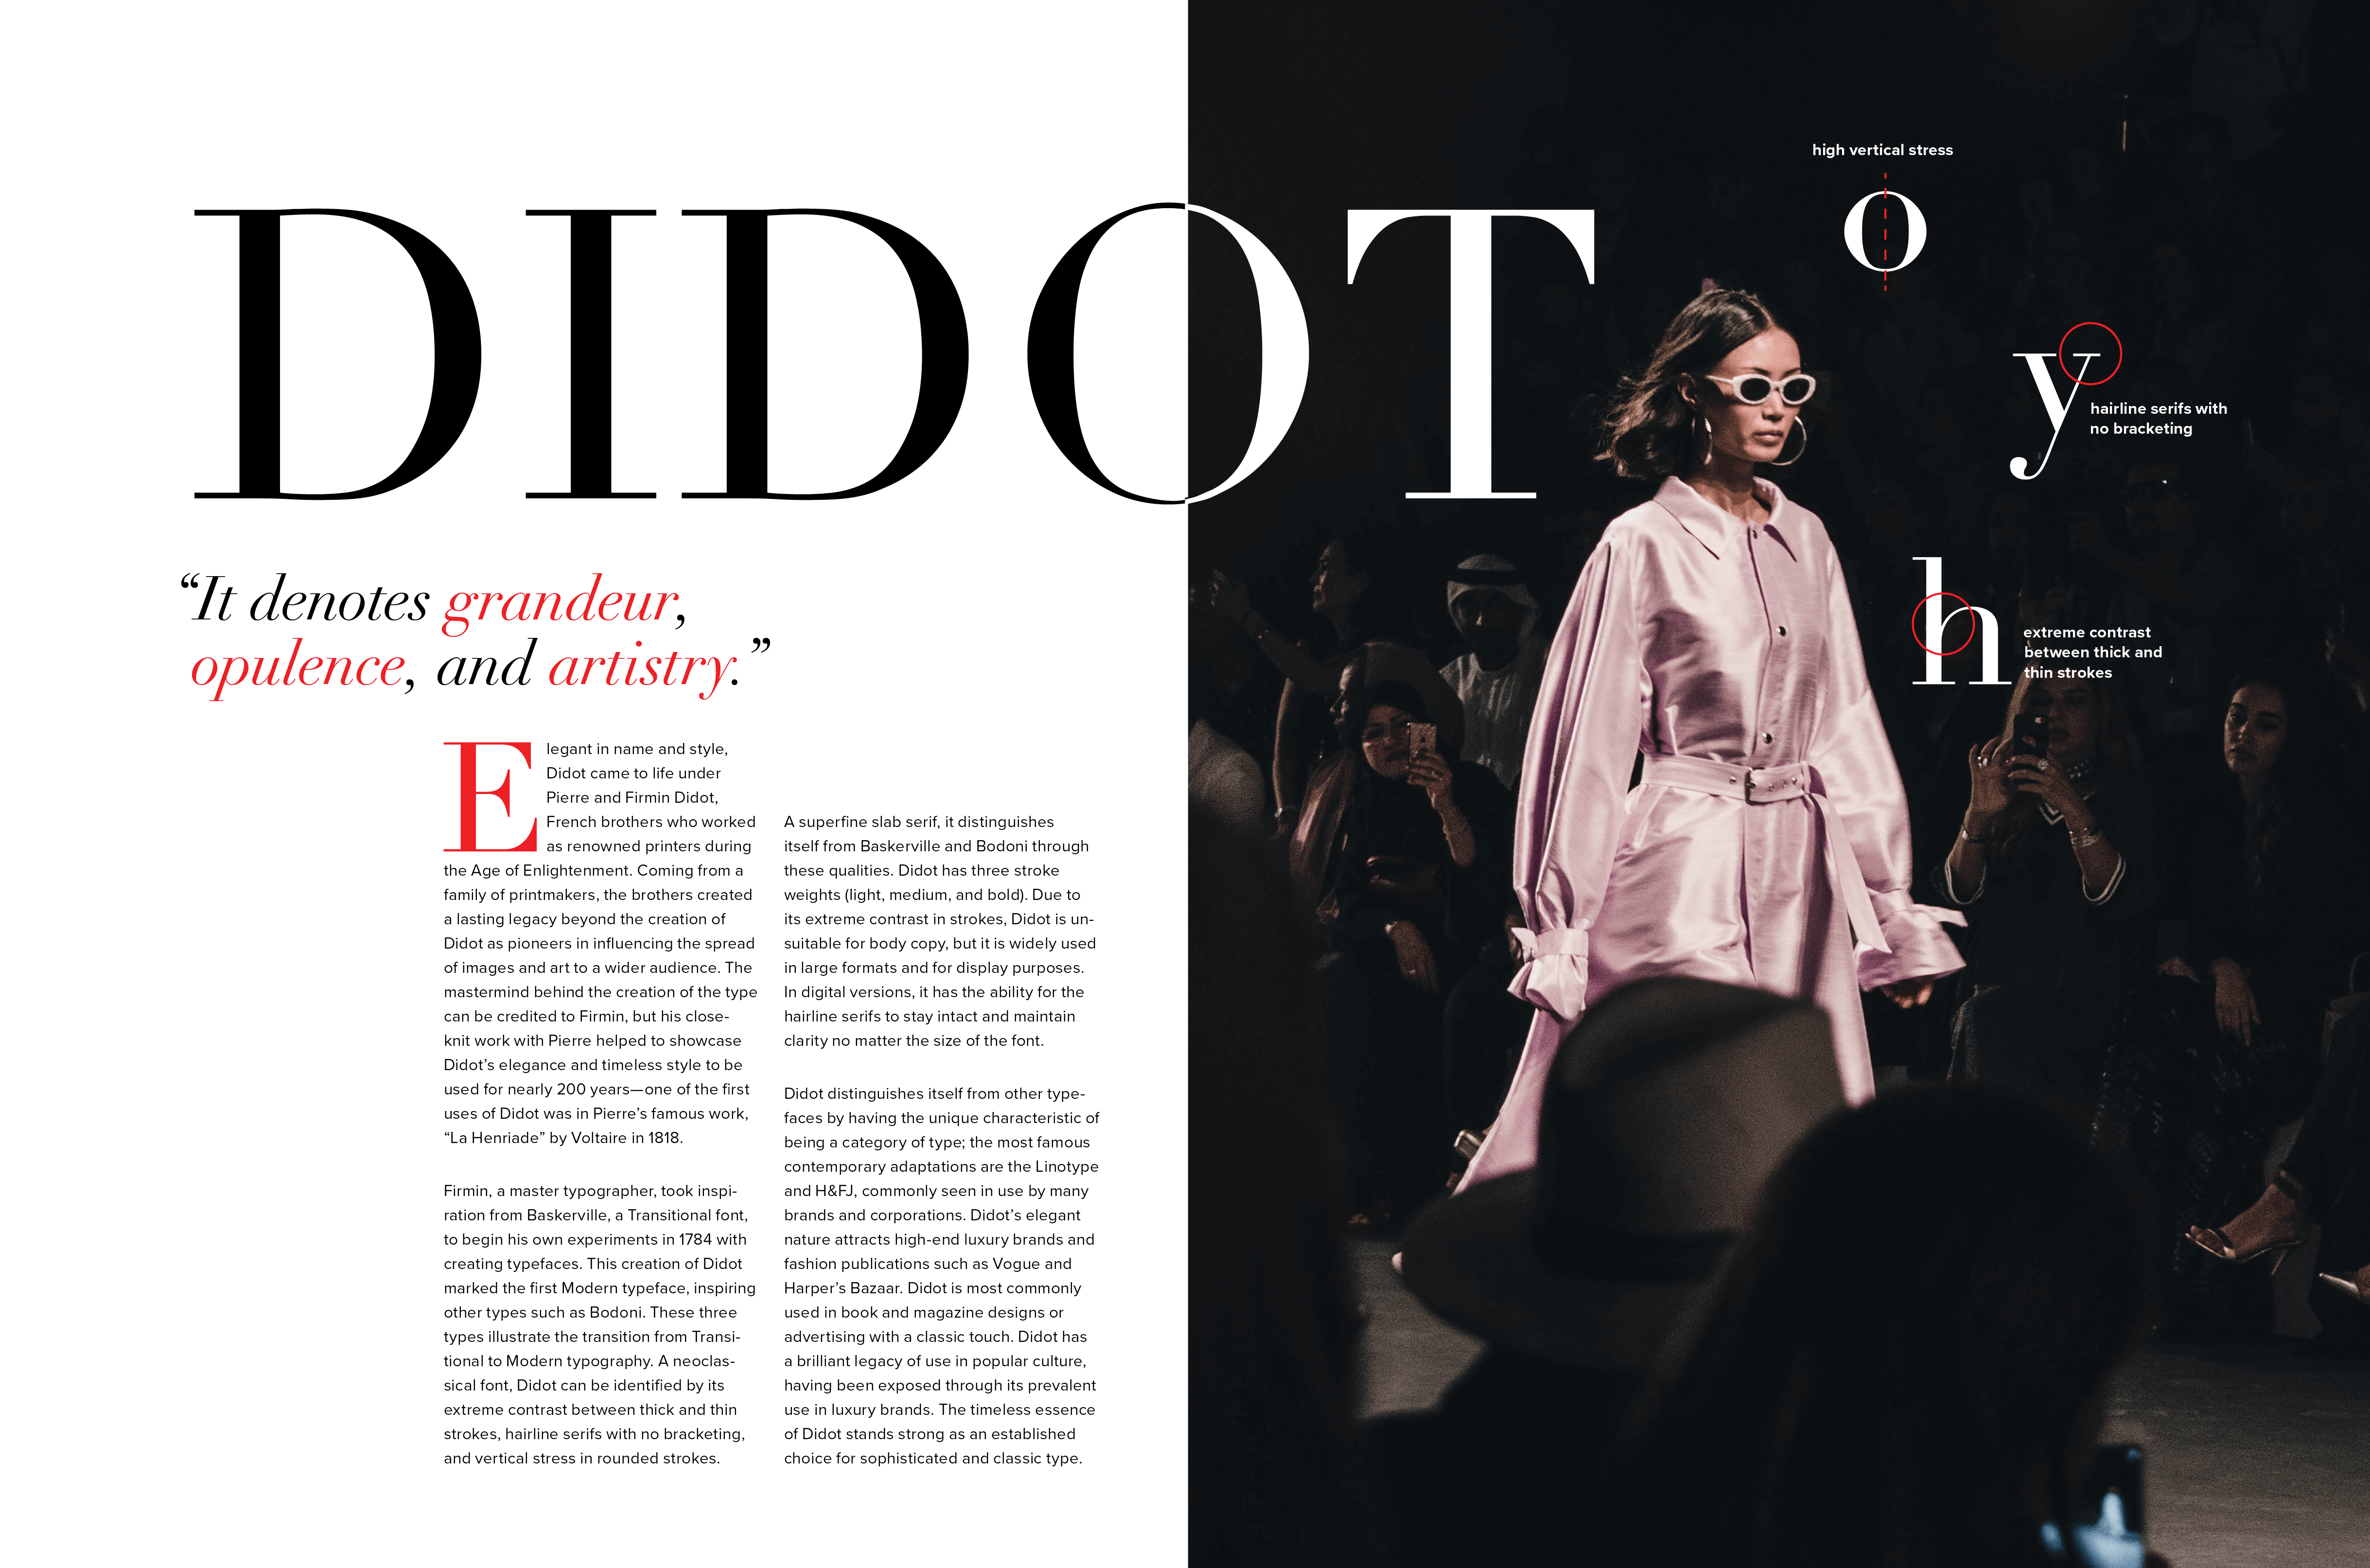 DIDOT
“It denotes grandeur,
opulence, and artistry.”
Elegant in name and style,
Didot came to life under
Pierre and Firmin Didot,
French brothers who worked
as renowned printers during
the Age of Enlightenment. Coming from a
family of printmakers, the brothers created
a lasting legacy beyond the creation of
Didot as pioneers in influencing the spread
of images and art to a wider audience. The
mastermind behind the creation of the type
can be credited to Firmin, but his close-
knit work with Pierre helped to showcase
Didot’s elegance and timeless style to be
used for nearly 200 years—one of the first
uses of Didot was in Pierre’s famous work,
“La Henriade” by Voltaire in 1818.
Firmin, a master typographer, took inspi-
ration from Baskerville, a Transitional font,
to begin his own experiments in 1784 with
creating typefaces. This creation of Didot
marked the first Modern typeface, inspiring
other types such as Bodoni. These three
types illustrate the transition from Transi-
tional to Modern typography. A neoclas-
sical font, Didot can be identified by its
extreme contrast between thick and thin
strokes, hairline serifs with no bracketing,
and vertical stress in rounded strokes.
A superfine slab serif, it distinguishes
itself from Baskerville and Bodoni through
these qualities. Didot has three stroke
weights (light, medium, and bold). Due to
its extreme contrast in strokes, Didot is un-
suitable for body copy, but it is widely used
in large formats and for display purposes.
In digital versions, it has the ability for the
hairline serifs to stay intact and maintain
clarity no matter the size of the font.
Didot distinguishes itself from other type-
faces by having the unique characteristic of
being a category of type; the most famous
contemporary adaptations are the Linotype
and H&FJ, commonly seen in use by many
brands and corporations. Didot’s elegant
nature attracts high-end luxury brands and
fashion publications such as Vogue and
Harper’s Bazaar. Didot is most commonly
used in book and magazine designs or
advertising with a classic touch. Didot has
a brilliant legacy of use in popular culture,
having been exposed through its prevalent
use in luxury brands. The timeless essence
of Didot stands strong as an established
choice for sophisticated and classic type.
high vertical stress
o
y
hairline serifs with
no bracketing
h
extreme contrast
between thick and
thin strokes